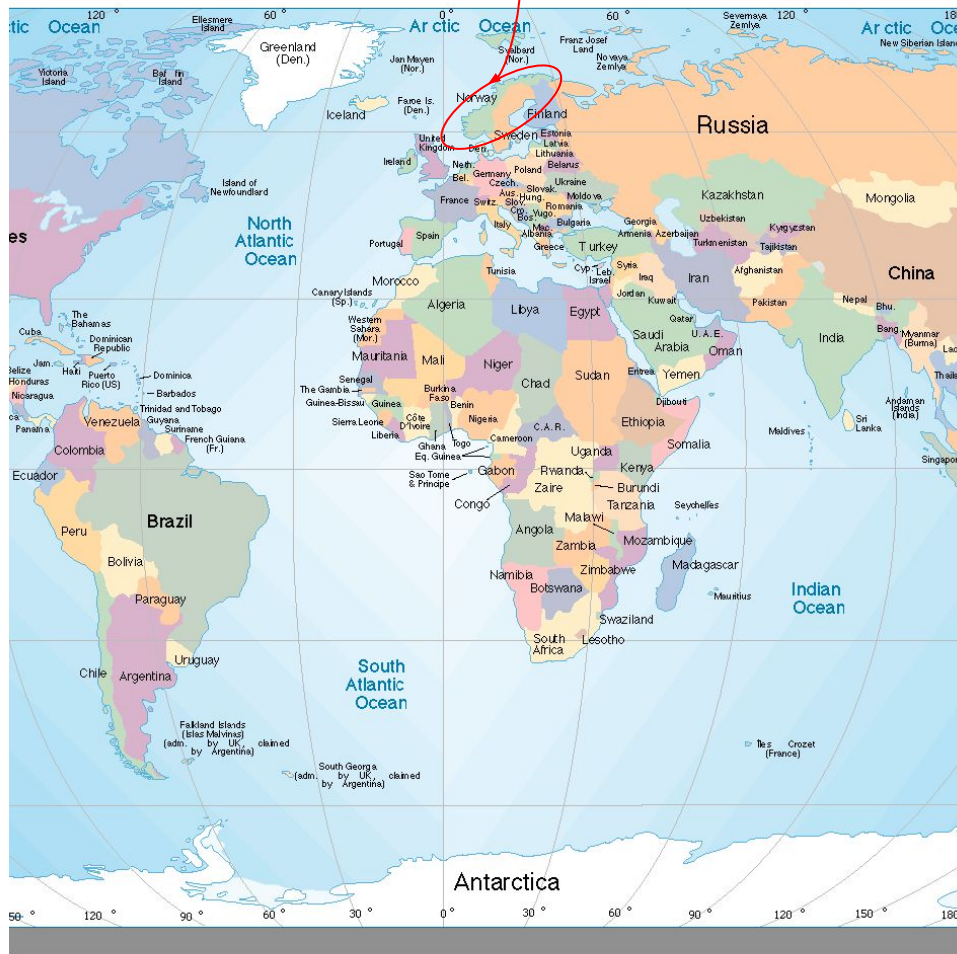 120 °
60°
0°
60°
120 °
180
tic Ocean
Ellesmere
Island
Arctic Ocean
Severnaya
Zemlya
Arctic Oce
New Siberian Island
Greenland
(Den.)
Jan Mayen
(Nor.)
Svalbard
(Nor.)
Franz Josef
Land
Novaya
Zemlya
Victoria
Island
Baffin
Island
Iceland
Faroe Is.
(Den.)
Norway
Finland
Sweden
Russia
United
Kingdom
Den.
Estonia
Latvia
Lithuania
Belarus
Ireland
Neth.
Bel.
Germany
Poland
Czech.
Slovak.
Ukraine
Moldova
Island of
Newfoundland
France
Switz.
Aus.
Hung.
Slov.
Romania
Cro.
Bos.
Yugo.
Bulgaria
Mac.
Albania
Italy
Greece
Kazakhstan
Mongolia
North
Atlantic
Ocean
es
Portugal
Spain
Turkey
Georgia
Armenia
Azerbaijan
Uzbekistan
Turkmenistan
Kyrgyzstan
Tajikistan
China
Morocco
Tunisia
Cyp.
Leb.
Israel
Syria
Iraq
Iran
Afghanistan
Canary Islands
(Sp.)
Algeria
Libya
Egypt
Jordan
Kuwait
Pakistan
Nepal
Bhu.
Western
Sahara
(Mor.)
Qatar
U.A.E.
Saudi
Arabia
Oman
India
Bang.
Myanmar
(Burma)
Lao
Cuba
The
Bahamas
Dominican
Republic
Jam.
Haiti
Puerto
Rico (US)
Dominica
Barbados
Belize
Honduras
Nicaragua
Mauritania
Mali
Niger
Chad
Sudan
Eritrea
Yemen
Djibouti
Thaila
Andaman
Islands
(India)
Senegal
The Gambia
Guinea-Bissau
Guinea
Burkina
Faso
Benin
Nigeria
Sierra Leone
Liberia
Côte
D'Ivoire
Ghana
Togo
Cameroon
C.A.R.
Ethiopia
Somalia
Sri
Lanka
Maldives
Singapor
ca
Panama
Venezuela
Trinidad and Tobago
Guyana
Suriname
French Guiana
(Fr.)
Colombia
Ecuador
Eq. Guinea
Sao Tome
& Principe
Gabon
Congo
Uganda
Rwanda
Kenya
Zaire
Burundi
Tanzania
Seychelles
Peru
Brazil
Angola
Malawi
Zambia
Mozambique
Bolivia
Namibia
Zimbabwe
Botswana
Madagascar
Mauritius
Indian
Ocean
Paraguay
Swaziland
South
Africa
Lesotho
Chile
Argentina
Uruguay
South
Atlantic
Ocean
Falkland Islands
(Islas Malvinas)
(adm. by UK, claimed
by Argentina)
South Georgia
(adm. by UK, claimed
by Argentina)
Îles Crozet
(France)
Antarctica
50 °
120 °
90 °
60 °
30 °
0 °
30 °
60 °
90 °
120 °
150 °
180